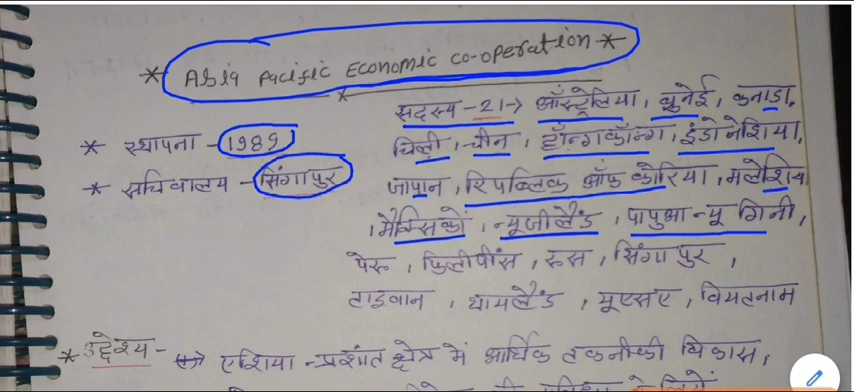 * Asia Pacific Economic co-operation *
सदस्य - 21 → ऑस्ट्रेलिया, ब्रुनेई, कनाडा,
* स्थापना - 1989
चिली, चीन, हॉन्गकॉन्ग, इंडोनेशिया,
* सचिवालय - सिंगापुर
जापान, रिपब्लिक ऑफ कोरिया, मलेशिया
, मैक्सिको, न्यूजीलैंड, पापुआ न्यू गिनी,
पेरू, फिलीपींस, रूस, सिंगापुर,
ताइवान, थायलैंड, यूएसए, वियतनाम
* उद्देश्य - एशिया - प्रशांत क्षेत्र में आर्थिक तकनीकी विकास,